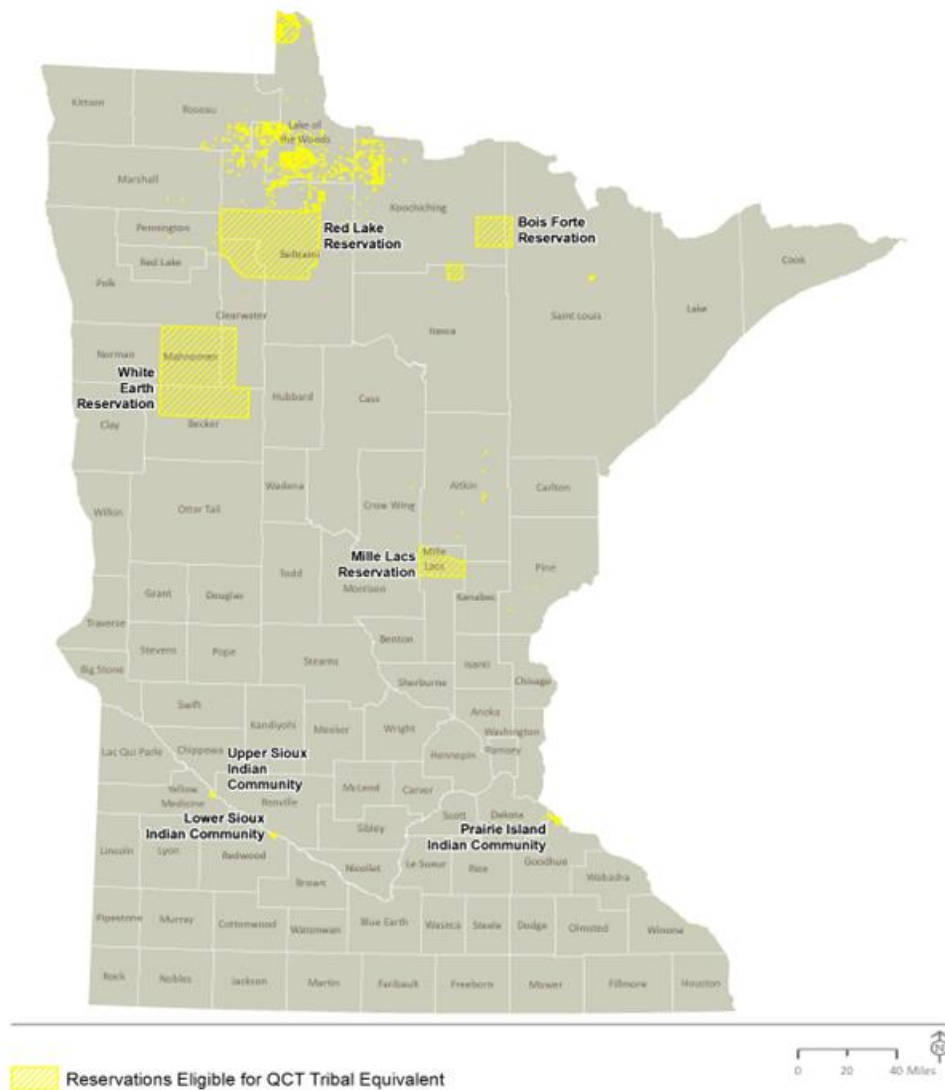 Kittson
Roseau
Lake of
the Woods
Marshall
Koochiching
Pennington
Red Lake
Reservation
Bois Forte
Reservation
Red Lake
Beltrami
Cook
Polk
Clearwater
Itasca
Saint Louis
Lake
Norman
Mahnomen
White
Earth
Reservation
Hubbard
Cass
Clay
Becker
Wadena
Aitkin
Carlton
Crow Wing
Wilkin
Otter Tail
Mille Lacs
Reservation
Mille
Lacs
Pine
Todd
Morrison
Kanabec
Grant
Douglas
Traverse
Benton
Stevens
Pope
Stearns
Isanti
Big Stone
Sherburne
Chisago
Swift
Anoka
Kandiyohi
Meeker
Wright
Washington
Hennepin
Ramsey
Lac Qui Parle
Chippewa
Upper Sioux
Indian
Community
Yellow
Medicine
Renville
McLeod
Carver
Lower Sioux
Indian Community
Scott
Dakota
Sibley
Prairie Island
Indian Community
Lincoln
Lyon
Redwood
Nicollet
Le Sueur
Rice
Goodhue
Wabasha
Brown
Pipestone
Murray
Cottonwood
Watonwan
Blue Earth
Waseca
Steele
Dodge
Olmsted
Winona
Rock
Nobles
Jackson
Martin
Faribault
Freeborn
Mower
Fillmore
Houston
N
0 20 40 Miles
Reservations Eligible for QCT Tribal Equivalent